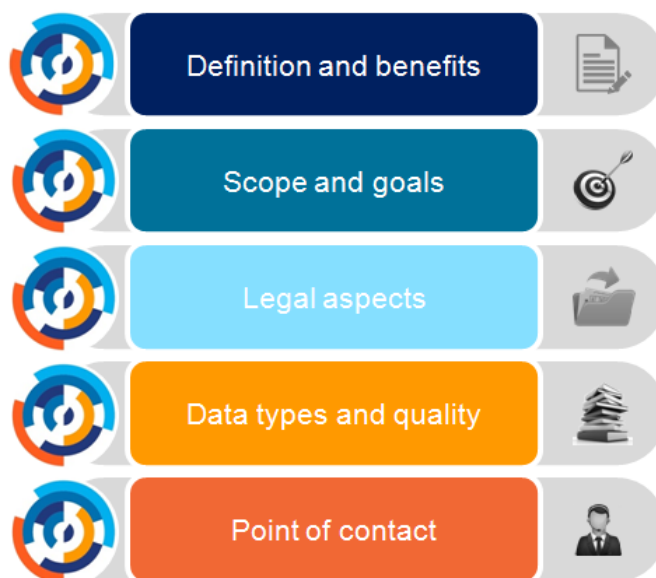 Definition and benefits
Scope and goals
Legal aspects
Data types and quality
Point of contact